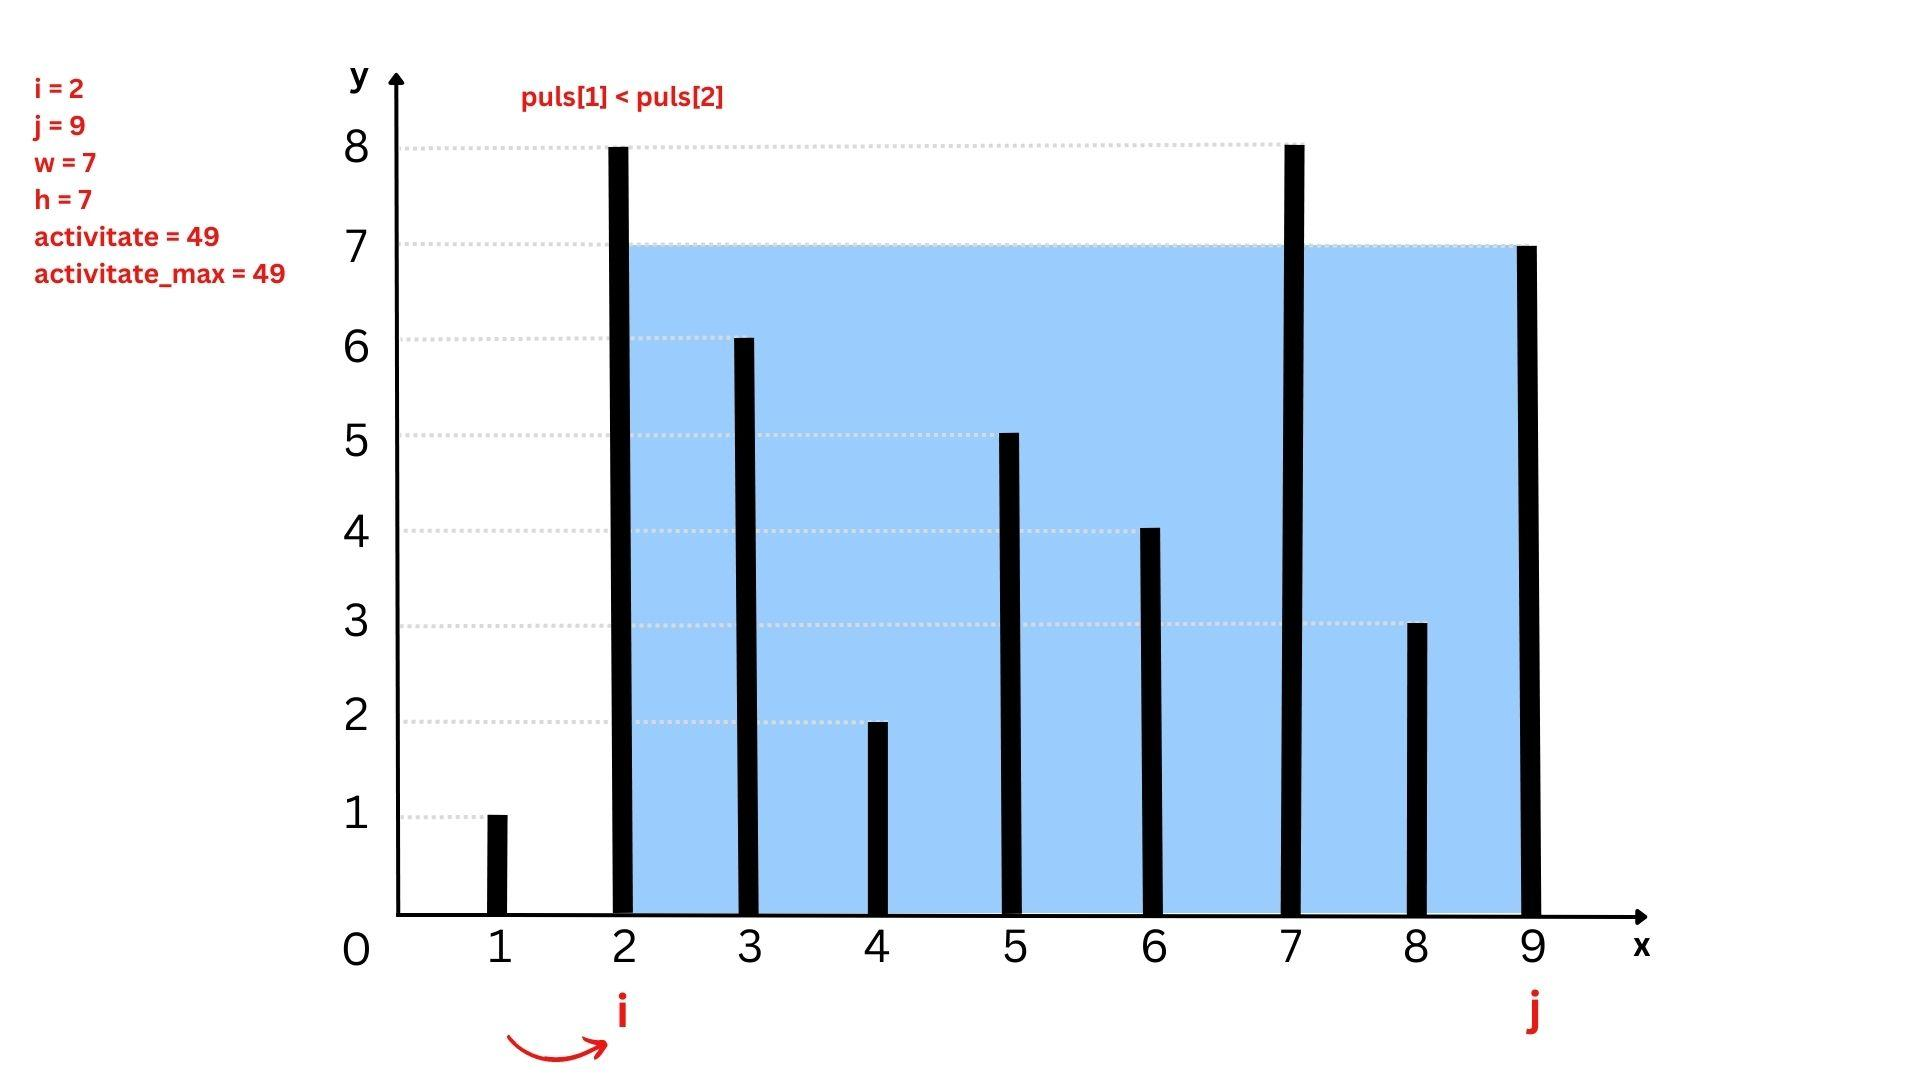 i = 2
j = 9
w = 7
h = 7
activitate = 49
activitate_max = 49
puls[1] < puls[2]
y
8
7
6
5
4
3
2
1
0 1 2 3 4 5 6 7 8 9 x
i j